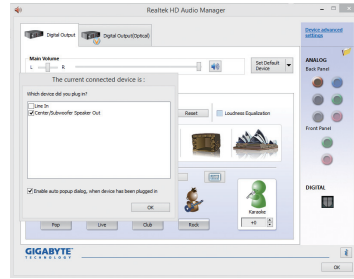 Realtek HD Audio Manager
Digital Output
Digital Output(Optical)
Device advanced settings
Main Volume
L
R
Set Default Device
ANALOG
Back Panel
The current connected device is :
Which device did you plug in?
Line In
Center/Subwoofer Speaker Out
Reset
Loudness Equalization
Front Panel
Enable auto popup dialog, when device has been plugged in
OK
DIGITAL
Karaoke
+0
Pop
Live
Club
Rock
GIGABYTE™
TECHNOLOGY
i
OK